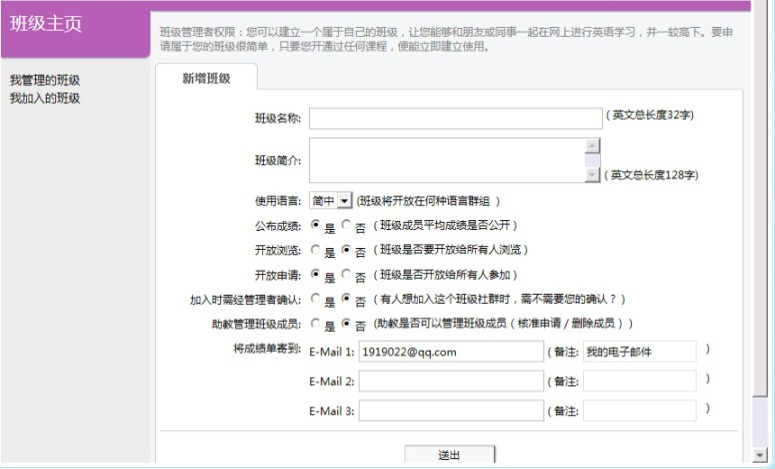 班级主页
班级管理者权限：您可以建立一个属于自己的班级，让您能够和朋友或同事一起在网上进行英语学习，并一较高下。要申
请属于您的班级很简单，只要您开通过任何课程，便能立即建立使用。
我管理的班级
我加入的班级
新增班级
班级名称: ( 英文总长度32字)
班级简介: ( 英文总长度128字)
使用语言: 简中 (班级将开放在何种语言群组 )
公布成绩: 是 否 ( 班级成员平均成绩是否公开 )
开放浏览: 是 否 ( 班级是否要开放给所有人浏览 )
开放申请: 是 否 ( 班级是否开放给所有人参加 )
加入时需经管理者确认: 是 否 ( 有人想加入这个班级社群时，需不需要您的确认？ )
助教管理班级成员: 是 否 (助教是否可以管理班级成员（ 核准申请 / 删除成员 ) )
将成绩单寄到: E-Mail 1: 1919022@qq.com ( 备注: 我的电子邮件 )
E-Mail 2: ( 备注: )
E-Mail 3: ( 备注: )
送出